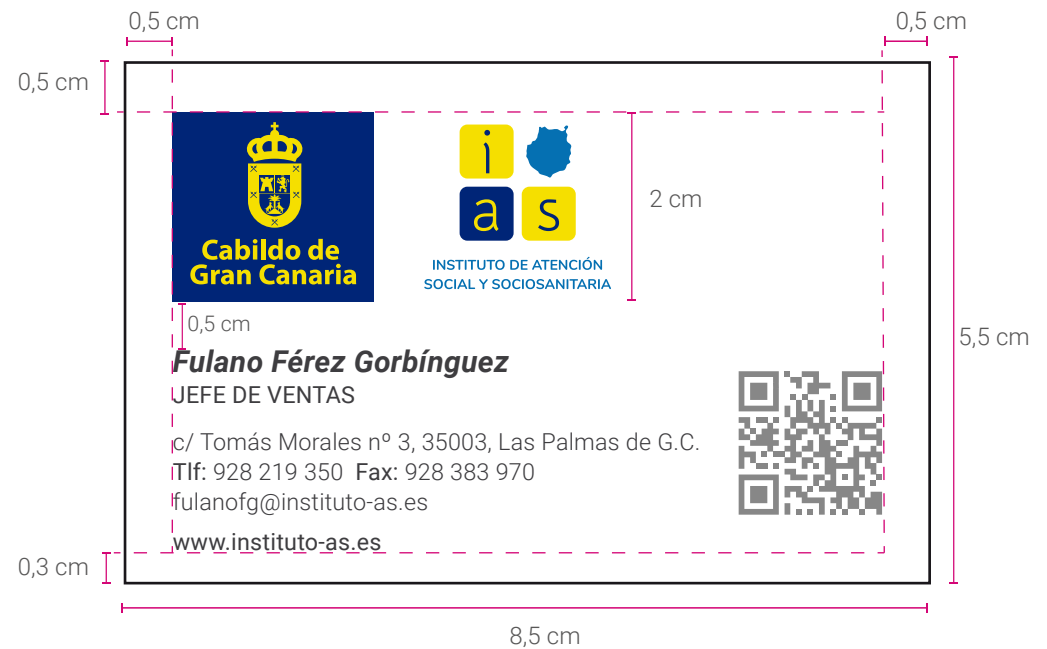 0,5 cm
0,5 cm
0,5 cm
i
a s
Cabildo de
Gran Canaria
INSTITUTO DE ATENCIÓN
SOCIAL Y SOCIOSANITARIA
2 cm
0,5 cm
5,5 cm
Fulano Férez Gorbínguez
JEFE DE VENTAS
c/ Tomás Morales nº 3, 35003, Las Palmas de G.C.
Tlf: 928 219 350 Fax: 928 383 970
fulanofg@instituto-as.es
www.instituto-as.es
0,3 cm
8,5 cm